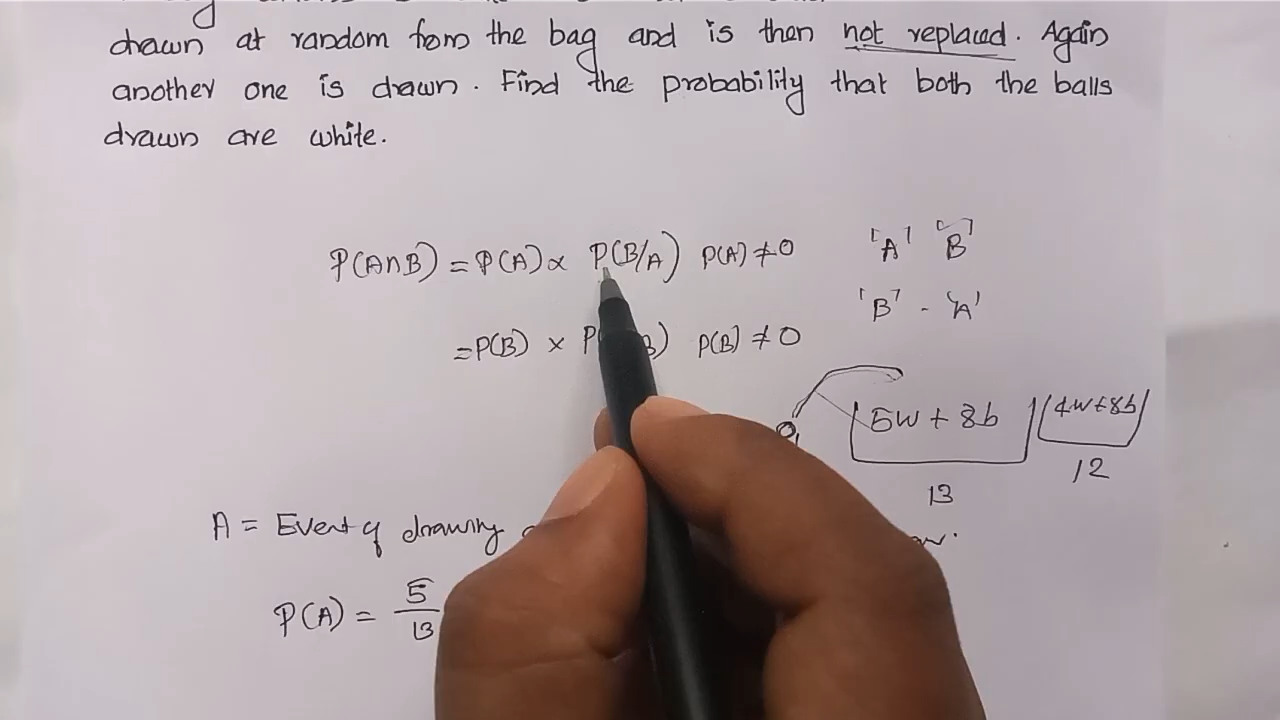 drawn at random from the bag and is then not replaced. Again
another one is drawn. Find the probability that both the balls
drawn are white.
P(A∩B) = P(A) × P(B/A) P(A) ≠ 0 'A' 'B'
= P(B) × P( B) P(B) ≠ 0 'B' - 'A'
5W + 8b 4W+8b
13 12
A = Event of drawing
P(A) = 5/13